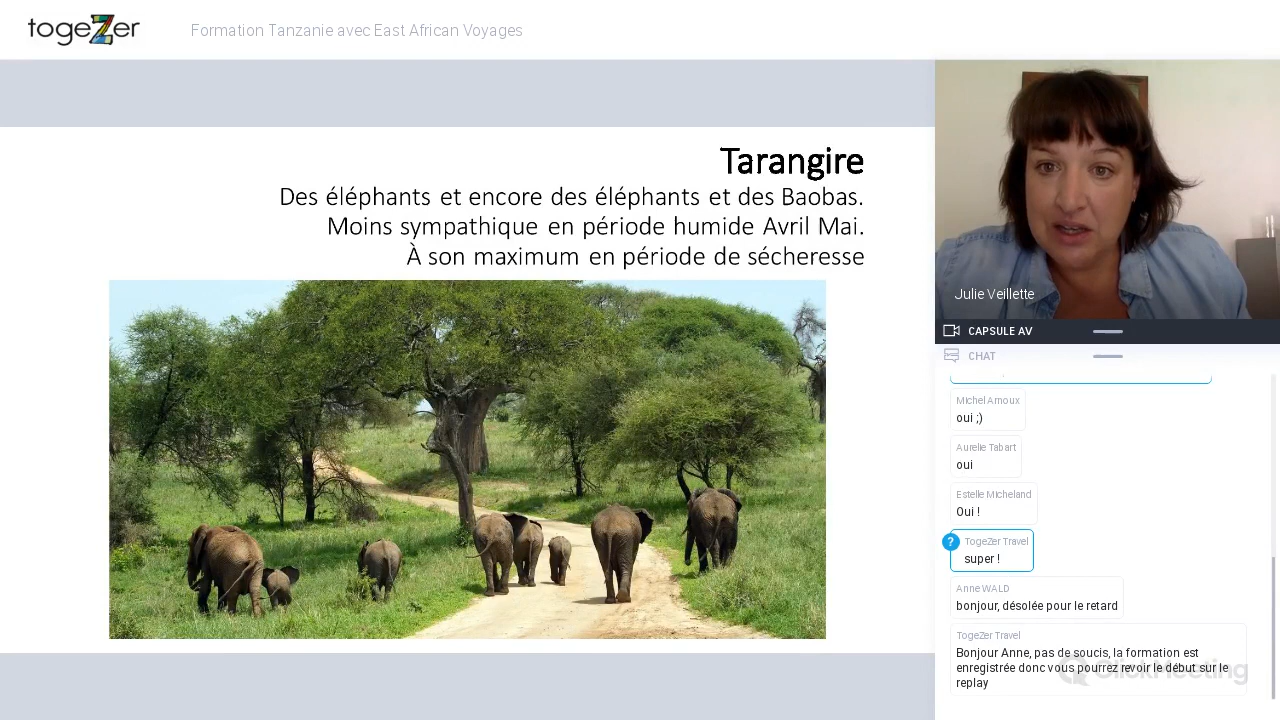 togeZer
Formation Tanzanie avec East African Voyages
Tarangire
Des éléphants et encore des éléphants et des Baobas.
Moins sympathique en période humide Avril Mai.
À son maximum en période de sécheresse
Julie Veillette
CAPSULE AV
CHAT
Michel Arnoux
oui ;)
Aurelie Tabart
oui
Estelle Micheland
Oui !
?
TogeZer Travel
super !
Anne WALD
bonjour, désolée pour le retard
TogeZer Travel
Bonjour Anne, pas de soucis, la formation est
enregistrée donc vous pourrez revoir le début sur le
replay
ClickMeeting